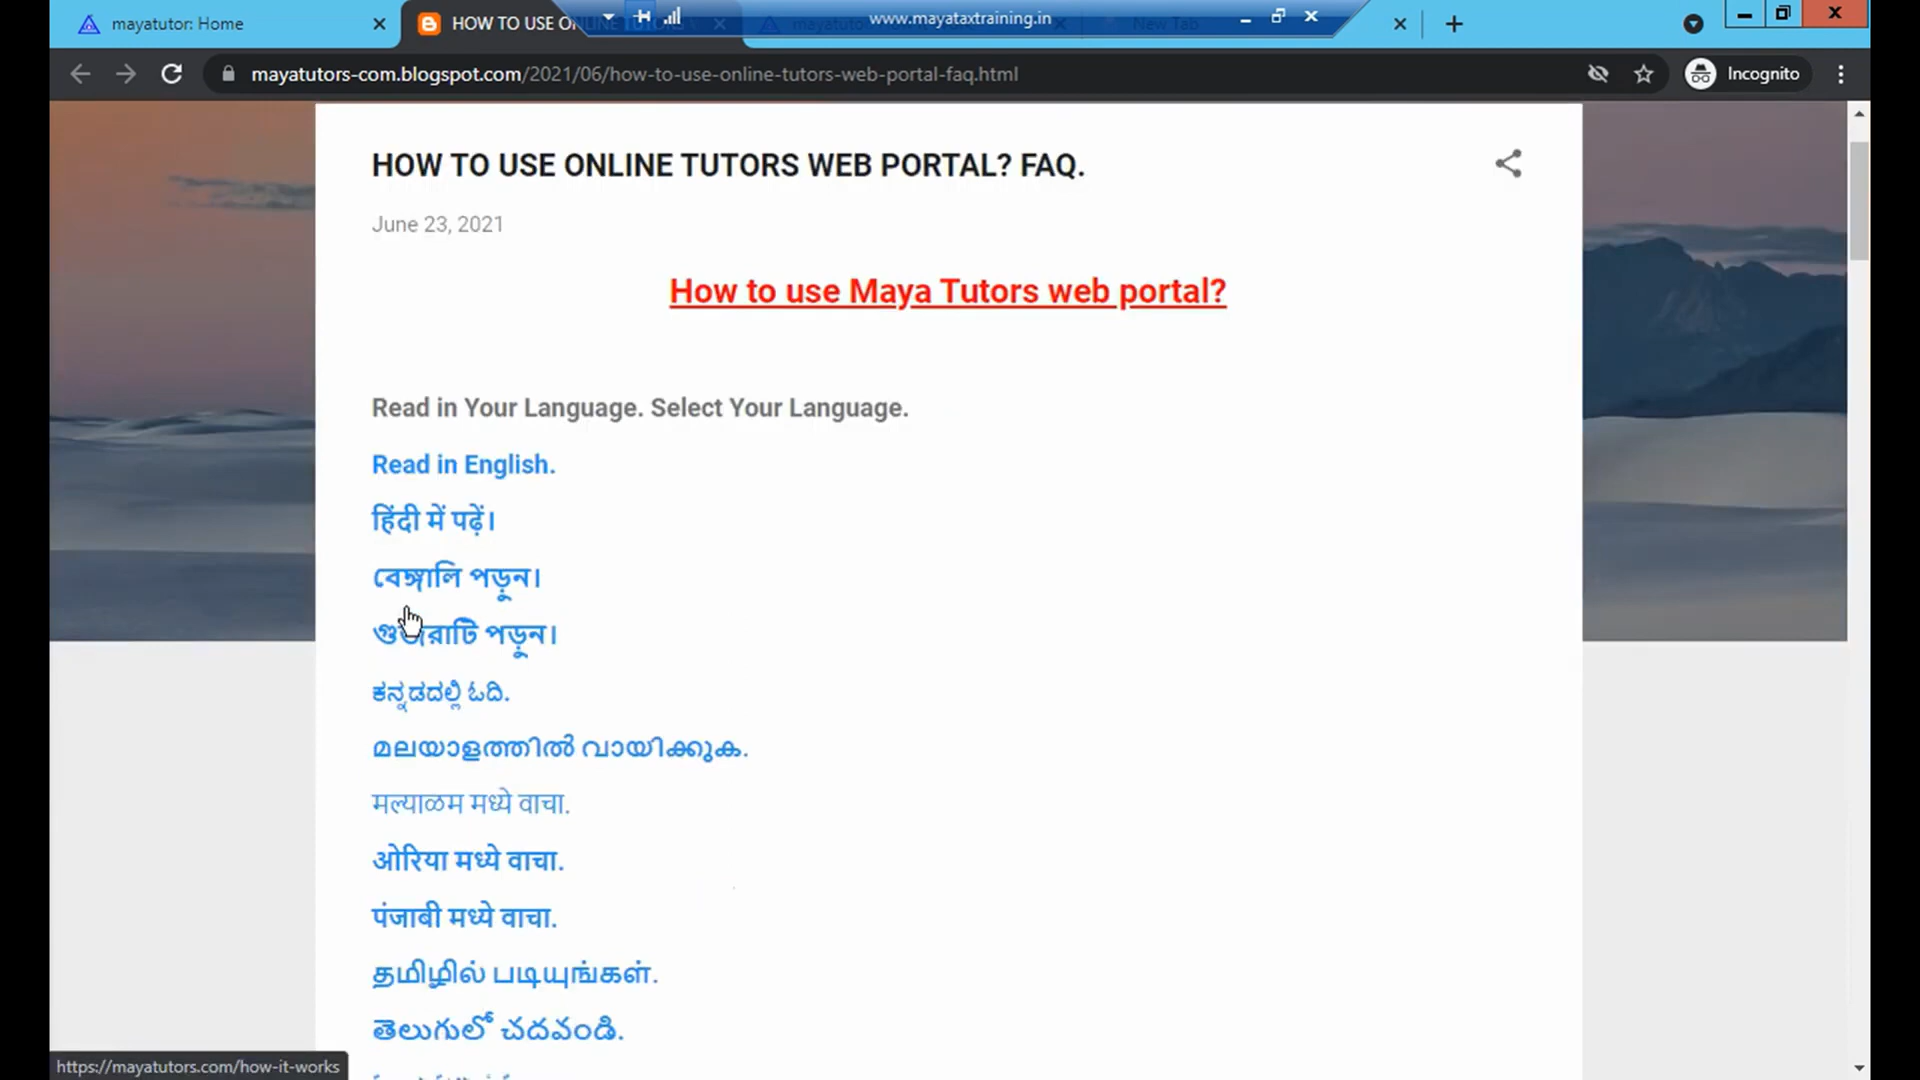 mayatutor: Home
HOW TO USE
www.mayataxtraining.in
New Tab
mayatutors-com.blogspot.com/2021/06/how-to-use-online-tutors-web-portal-faq.html
Incognito
HOW TO USE ONLINE TUTORS WEB PORTAL? FAQ.
June 23, 2021
How to use Maya Tutors web portal?
Read in Your Language. Select Your Language.
Read in English.
हिंदी में पढ़ें।
বেঙ্গালি পড়ুন।
গুজরাটি পড়ুন।
ಕನ್ನಡದಲ್ಲಿ ಓದಿ.
മലയാളത്തിൽ വായിക്കുക.
मल्याळम मध्ये वाचा.
ओरिया मध्ये वाचा.
पंजाबी मध्ये वाचा.
தமிழில் படியுங்கள்.
తెలుగులో చదవండి.
https://mayatutors.com/how-it-works